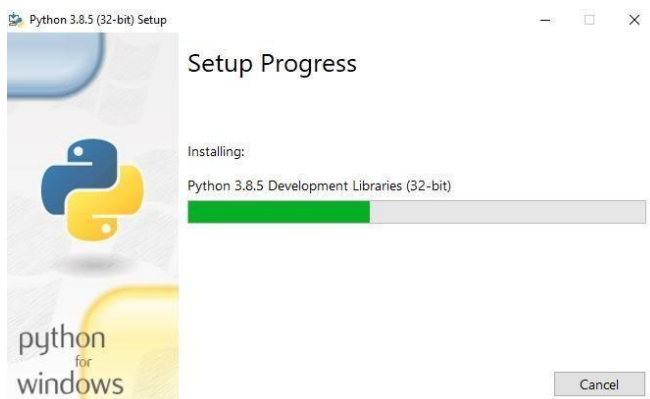 Python 3.8.5 (32-bit) Setup
Setup Progress
Installing:
Python 3.8.5 Development Libraries (32-bit)
python
for
windows
Cancel